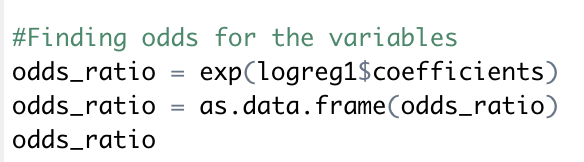 #Finding odds for the variables
odds_ratio = exp(logreg1$coefficients)
odds_ratio = as.data.frame(odds_ratio)
odds_ratio